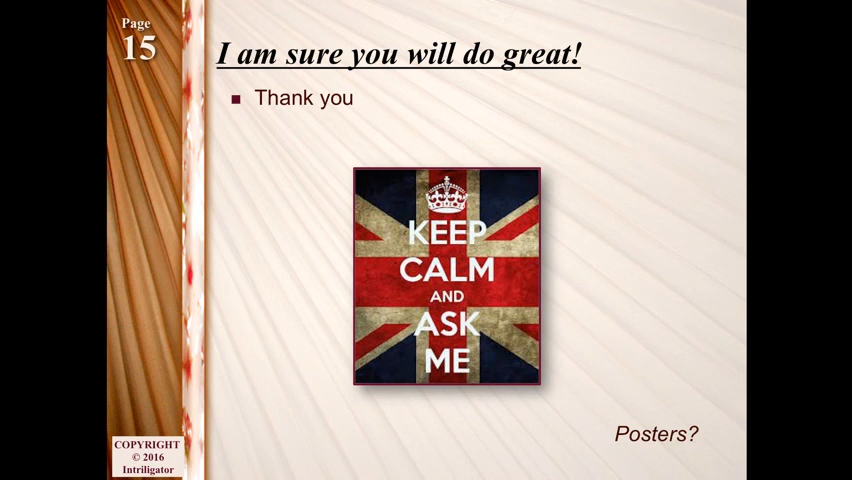 Page
15
I am sure you will do great!
Thank you
KEEP
CALM
AND
ASK
ME
Posters?
COPYRIGHT
© 2016
Intriligator